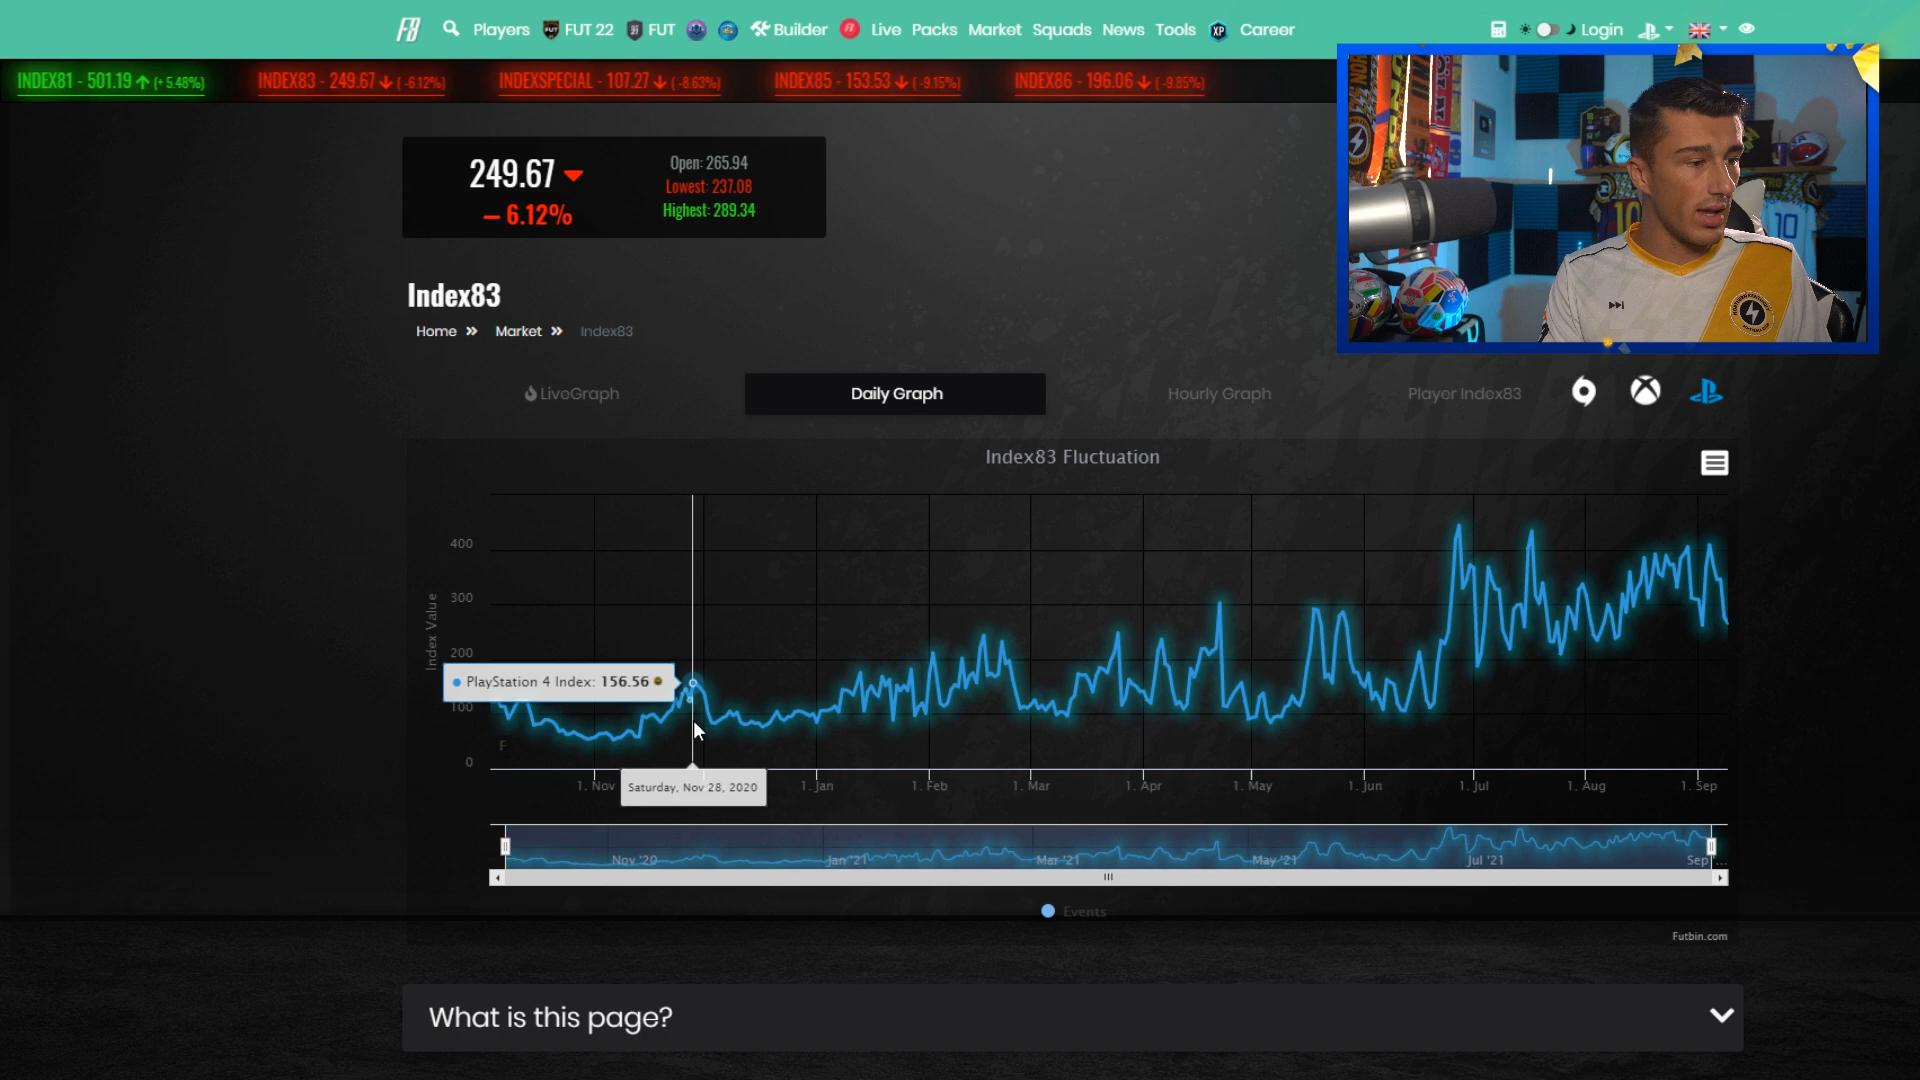 Players FUT 22 FUT Builder Live Packs Market Squads News Tools XP Career Login
INDEX81 - 501.19 (+ 5.48%) INDEX83 - 249.67 ( -6.12%) INDEXSPECIAL - 107.27 ( -8.63%) INDEX85 - 153.53 ( -9.15%) INDEX86 - 196.06 ( -9.85%)
249.67
– 6.12%
Open: 265.94
Lowest: 237.08
Highest: 289.34
Index83
Home » Market » Index83
LiveGraph Daily Graph Hourly Graph Player Index83
Index83 Fluctuation
Index Value
400
300
200
100
0
PlayStation 4 Index: 156.56
F
1. Nov 1. Jan 1. Feb 1. Mar 1. Apr 1. May 1. Jun 1. Jul 1. Aug 1. Sep
Saturday, Nov 28, 2020
Nov '20 Jan '21 Mar '21 May '21 Jul '21 Sep ...
Events
Futbin.com
What is this page?
10
10